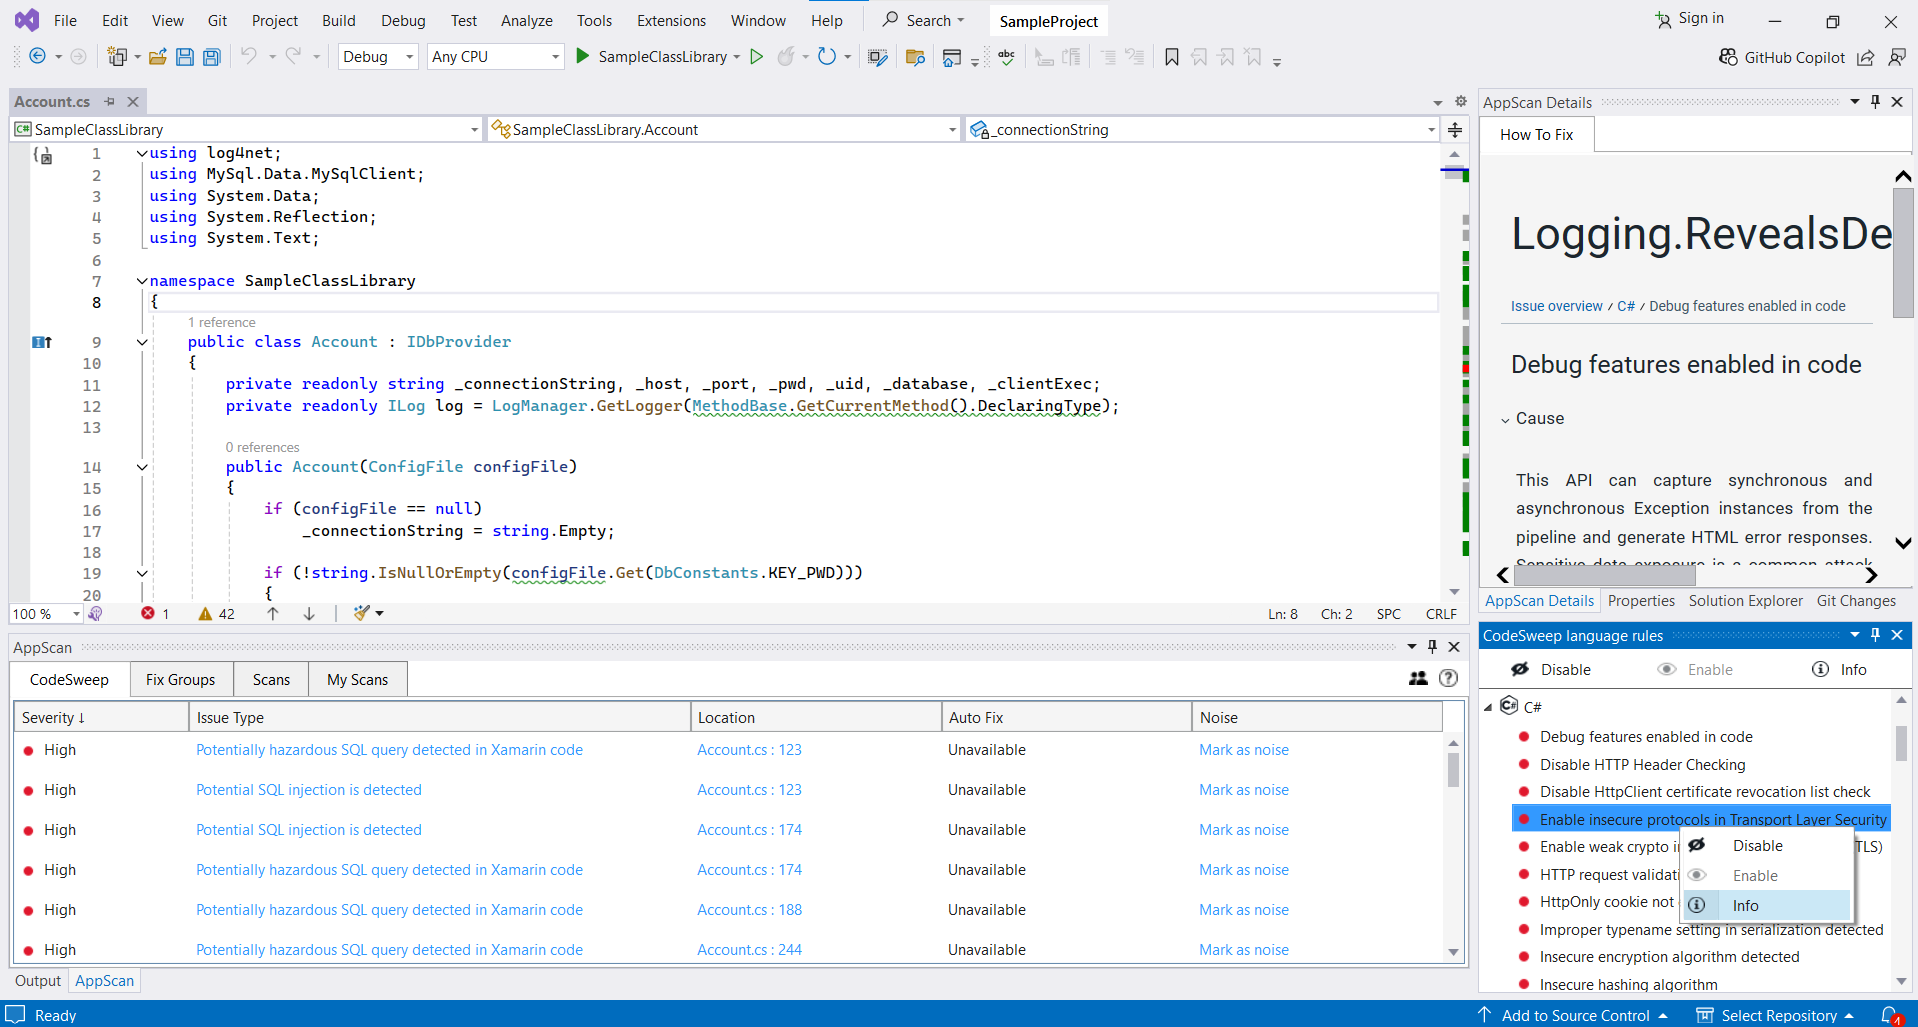 File Edit View Git Project Build Debug Test Analyze Tools Extensions Window Help Search SampleProject Sign in
Debug Any CPU SampleClassLibrary abc GitHub Copilot
Account.cs
C# SampleClassLibrary SampleClassLibrary.Account _connectionString
1 using log4net;
2 using MySql.Data.MySqlClient;
3 using System.Data;
4 using System.Reflection;
5 using System.Text;
6
7 namespace SampleClassLibrary
8 {
1 reference
9 public class Account : IDbProvider
10 {
11 private readonly string _connectionString, _host, _port, _pwd, _uid, _database, _clientExec;
12 private readonly ILog log = LogManager.GetLogger(MethodBase.GetCurrentMethod().DeclaringType);
13
0 references
14 public Account(ConfigFile configFile)
15 {
16 if (configFile == null)
17 _connectionString = string.Empty;
18
19 if (!string.IsNullOrEmpty(configFile.Get(DbConstants.KEY_PWD)))
20 {
100 % 1 42 Ln: 8 Ch: 2 SPC CRLF
AppScan Details
How To Fix
Logging.RevealsDe
Issue overview / C# / Debug features enabled in code
Debug features enabled in code
Cause
This API can capture synchronous and
asynchronous Exception instances from the
pipeline and generate HTML error responses.
Sensitive data exposure is a common attack
AppScan Details Properties Solution Explorer Git Changes
AppScan
CodeSweep Fix Groups Scans My Scans
Severity ↓ Issue Type Location Auto Fix Noise
High Potentially hazardous SQL query detected in Xamarin code Account.cs : 123 Unavailable Mark as noise
High Potential SQL injection is detected Account.cs : 123 Unavailable Mark as noise
High Potential SQL injection is detected Account.cs : 174 Unavailable Mark as noise
High Potentially hazardous SQL query detected in Xamarin code Account.cs : 174 Unavailable Mark as noise
High Potentially hazardous SQL query detected in Xamarin code Account.cs : 188 Unavailable Mark as noise
High Potentially hazardous SQL query detected in Xamarin code Account.cs : 244 Unavailable Mark as noise
Output AppScan
CodeSweep language rules
Disable Enable Info
C#
Debug features enabled in code
Disable HTTP Header Checking
Disable HttpClient certificate revocation list check
Enable insecure protocols in Transport Layer Security
Enable weak crypto i TLS)
HTTP request validati
HttpOnly cookie not
Improper typename setting in serialization detected
Insecure encryption algorithm detected
Insecure hashing algorithm
Disable
Enable
Info
Ready Add to Source Control Select Repository 4